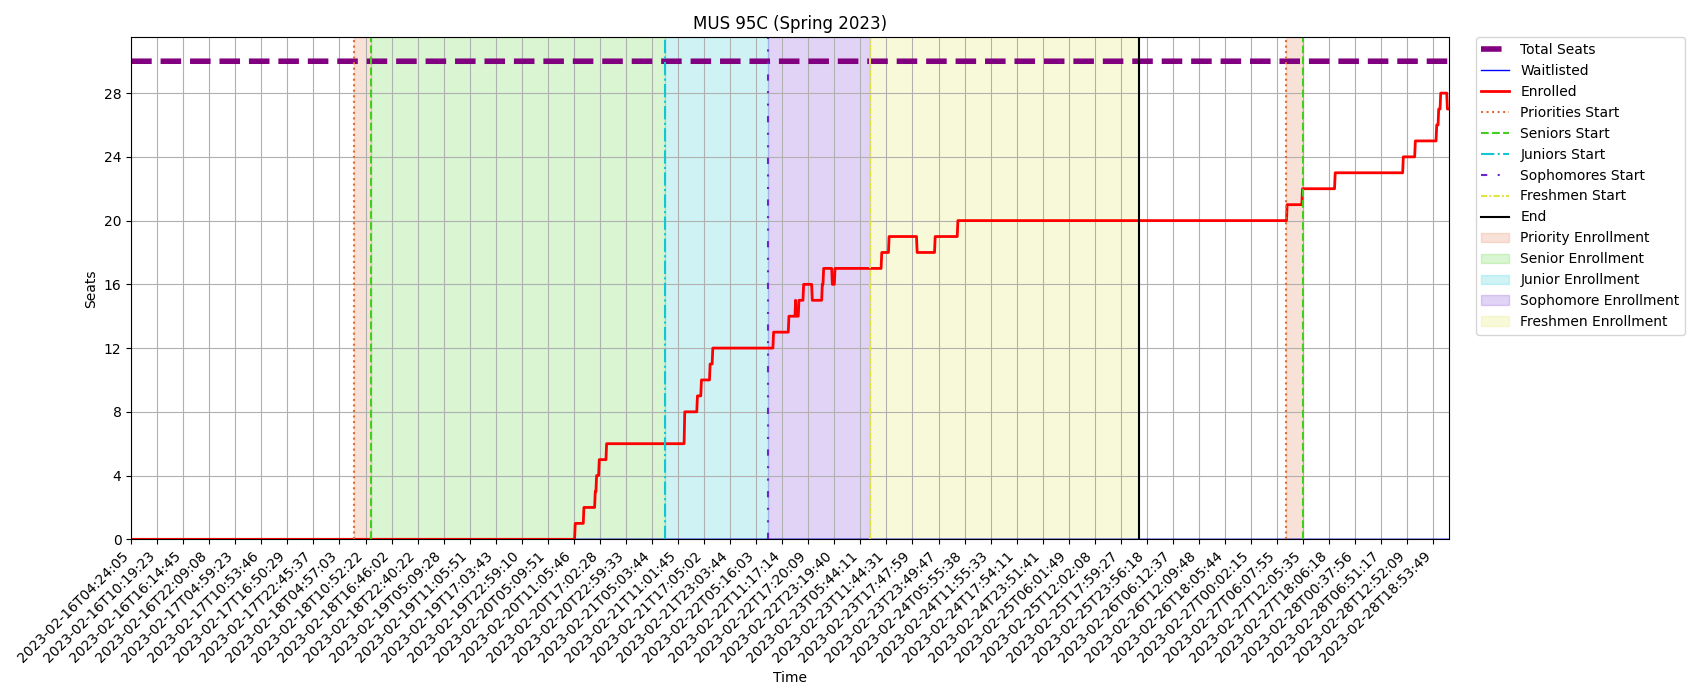 MUS 95C (Spring 2023)
Total Seats
Waitlisted
Enrolled
Priorities Start
Seniors Start
Juniors Start
Sophomores Start
Freshmen Start
End
Priority Enrollment
Senior Enrollment
Junior Enrollment
Sophomore Enrollment
Freshmen Enrollment
Seats
28
24
20
16
12
8
4
0
2023-02-16T04:24:05
2023-02-16T10:19:23
2023-02-16T16:14:45
2023-02-16T22:09:08
2023-02-17T04:59:23
2023-02-17T10:53:46
2023-02-17T16:50:29
2023-02-17T22:45:37
2023-02-18T04:57:03
2023-02-18T10:52:22
2023-02-18T16:46:02
2023-02-18T22:40:22
2023-02-19T05:09:28
2023-02-19T11:05:51
2023-02-19T17:03:43
2023-02-19T22:59:10
2023-02-20T05:09:51
2023-02-20T11:05:46
2023-02-20T17:02:28
2023-02-20T22:59:33
2023-02-21T05:03:44
2023-02-21T11:01:45
2023-02-21T17:05:02
2023-02-21T23:03:44
2023-02-22T05:16:03
2023-02-22T11:17:14
2023-02-22T17:20:09
2023-02-22T23:19:40
2023-02-23T05:44:11
2023-02-23T11:44:31
2023-02-23T17:47:59
2023-02-23T23:49:47
2023-02-24T05:55:38
2023-02-24T11:55:33
2023-02-24T17:54:11
2023-02-24T23:51:41
2023-02-25T06:01:49
2023-02-25T12:02:08
2023-02-25T17:59:27
2023-02-25T23:56:18
2023-02-26T06:12:37
2023-02-26T12:09:48
2023-02-26T18:05:44
2023-02-27T00:02:15
2023-02-27T06:07:55
2023-02-27T12:05:35
2023-02-27T18:06:18
2023-02-28T00:37:56
2023-02-28T06:51:17
2023-02-28T12:52:09
2023-02-28T18:53:49
Time